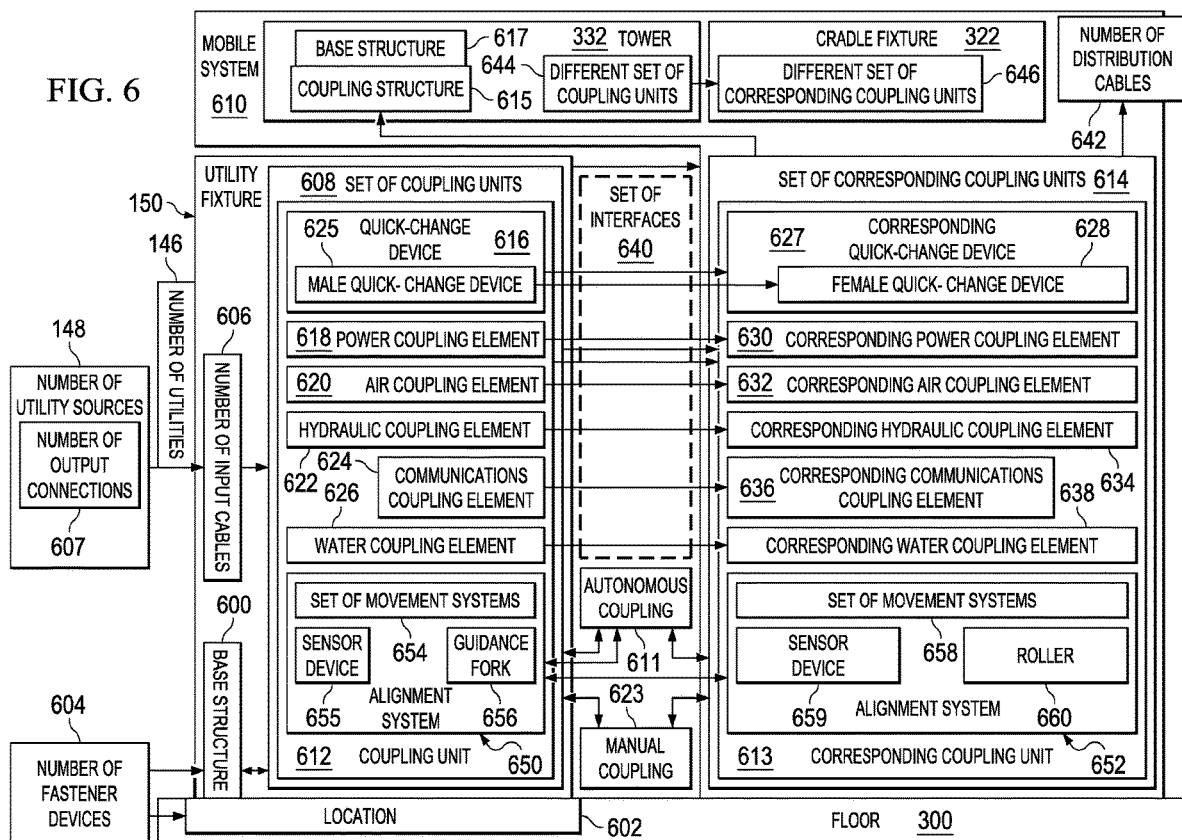 FIG. 6
MOBILE
SYSTEM
610
BASE STRUCTURE
617
COUPLING STRUCTURE
615
332 TOWER
644
DIFFERENT SET OF
COUPLING UNITS
CRADLE FIXTURE 322
DIFFERENT SET OF
CORRESPONDING COUPLING UNITS
646
NUMBER OF
DISTRIBUTION
CABLES
642
150
UTILITY
FIXTURE
146
NUMBER OF UTILITIES
148
NUMBER OF
UTILITY SOURCES
NUMBER OF
OUTPUT
CONNECTIONS
607
606
NUMBER OF INPUT CABLES
600
BASE STRUCTURE
604
NUMBER OF
FASTENER
DEVICES
608 SET OF COUPLING UNITS
625
QUICK-CHANGE
DEVICE
616
MALE QUICK- CHANGE DEVICE
618 POWER COUPLING ELEMENT
620 AIR COUPLING ELEMENT
HYDRAULIC COUPLING ELEMENT
622
624
COMMUNICATIONS
COUPLING ELEMENT
626
WATER COUPLING ELEMENT
SET OF MOVEMENT SYSTEMS
654
SENSOR
DEVICE
655
GUIDANCE
FORK
656
ALIGNMENT
SYSTEM
650
612 COUPLING UNIT
SET OF
INTERFACES
640
AUTONOMOUS
COUPLING
611
623
MANUAL
COUPLING
SET OF CORRESPONDING COUPLING UNITS 614
627
CORRESPONDING
QUICK-CHANGE DEVICE
628
FEMALE QUICK- CHANGE DEVICE
630 CORRESPONDING POWER COUPLING ELEMENT
632 CORRESPONDING AIR COUPLING ELEMENT
CORRESPONDING HYDRAULIC COUPLING ELEMENT
634
636 CORRESPONDING COMMUNICATIONS
COUPLING ELEMENT
638
CORRESPONDING WATER COUPLING ELEMENT
SET OF MOVEMENT SYSTEMS
658
SENSOR
DEVICE
659
ROLLER
660
ALIGNMENT SYSTEM
652
613 CORRESPONDING COUPLING UNIT
LOCATION
602
FLOOR 300